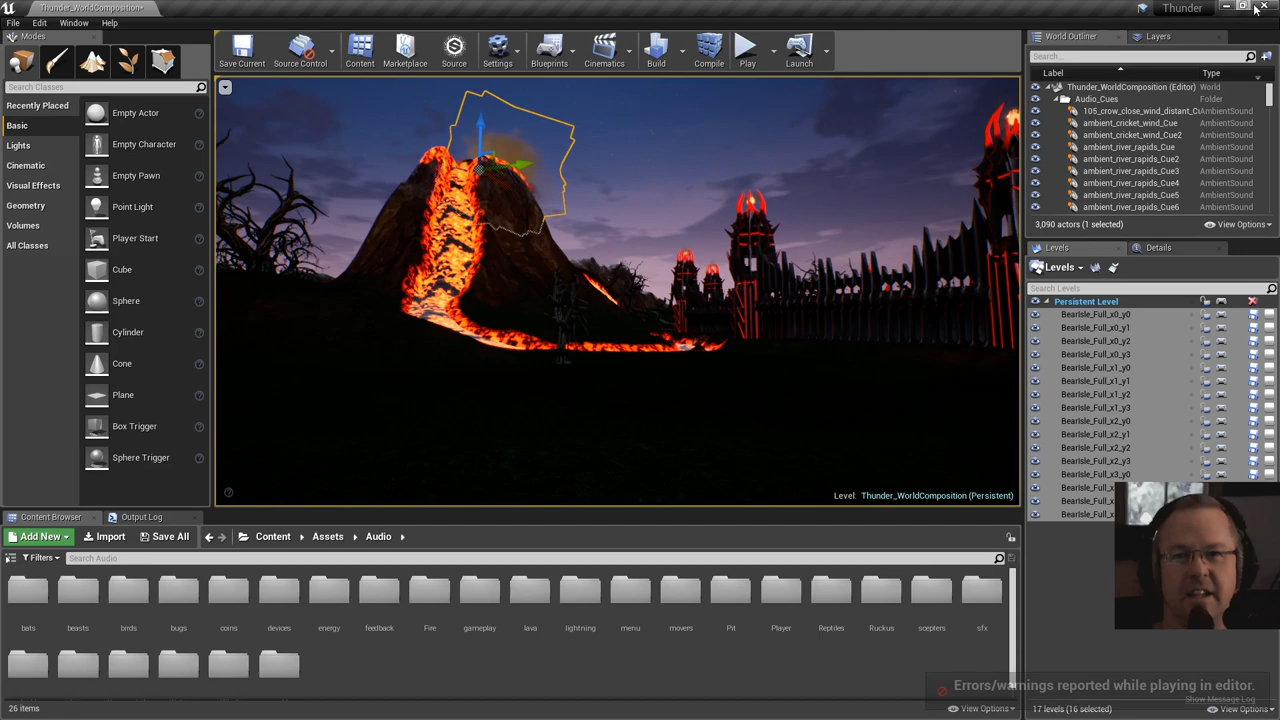 Thunder_WorldComposition*
Thunder
File Edit Window Help
Modes
Search Classes
Recently Placed
Basic
Lights
Cinematic
Visual Effects
Geometry
Volumes
All Classes
Empty Actor
Empty Character
Empty Pawn
Point Light
Player Start
Cube
Sphere
Cylinder
Cone
Plane
Box Trigger
Sphere Trigger
Save Current
Source Control
Content
Marketplace
Source
Settings
Blueprints
Cinematics
Build
Compile
Play
Launch
Level: Thunder_WorldComposition (Persistent)
World Outliner
Layers
Search...
Label Type
Thunder_WorldComposition (Editor) World
Audio_Cues Folder
105_crow_close_wind_distant_Cu AmbientSound
ambient_cricket_wind_Cue AmbientSound
ambient_cricket_wind_Cue2 AmbientSound
ambient_river_rapids_Cue AmbientSound
ambient_river_rapids_Cue2 AmbientSound
ambient_river_rapids_Cue3 AmbientSound
ambient_river_rapids_Cue4 AmbientSound
ambient_river_rapids_Cue5 AmbientSound
ambient_river_rapids_Cue6 AmbientSound
3,090 actors (1 selected)
View Options
Levels
Details
Levels
Search Levels
Persistent Level
BearIsle_Full_x0_y0
BearIsle_Full_x0_y1
BearIsle_Full_x0_y2
BearIsle_Full_x0_y3
BearIsle_Full_x1_y0
BearIsle_Full_x1_y1
BearIsle_Full_x1_y2
BearIsle_Full_x1_y3
BearIsle_Full_x2_y0
BearIsle_Full_x2_y1
BearIsle_Full_x2_y2
BearIsle_Full_x2_y3
BearIsle_Full_x3_y0
BearIsle_Full_x
BearIsle_Full_x
BearIsle_Full_x
17 levels (16 selected)
View Options
Content Browser
Output Log
Add New
Import
Save All
Content
Assets
Audio
Filters
Search Audio
bats beasts birds bugs coins devices energy feedback Fire gameplay lava lightning menu movers Pit Player Reptiles Ruckus scepters sfx
26 items
View Options
Errors/warnings reported while playing in editor.
Show Message Log